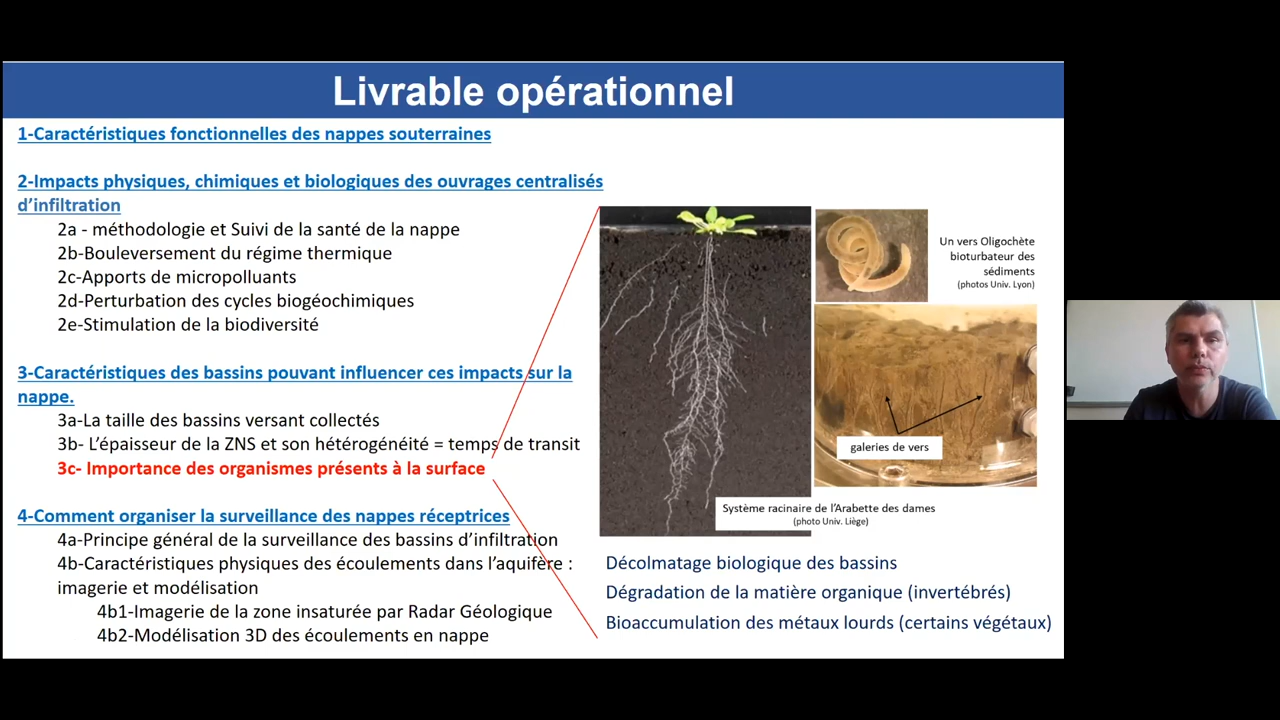 Livrable opérationnel
1-Caractéristiques fonctionnelles des nappes souterraines
2-Impacts physiques, chimiques et biologiques des ouvrages centralisés
d’infiltration
2a - méthodologie et Suivi de la santé de la nappe
2b-Bouleversement du régime thermique
2c-Apports de micropolluants
2d-Perturbation des cycles biogéochimiques
2e-Stimulation de la biodiversité
3-Caractéristiques des bassins pouvant influencer ces impacts sur la
nappe.
3a-La taille des bassins versant collectés
3b- L’épaisseur de la ZNS et son hétérogénéité = temps de transit
3c- Importance des organismes présents à la surface
4-Comment organiser la surveillance des nappes réceptrices
4a-Principe général de la surveillance des bassins d’infiltration
4b-Caractéristiques physiques des écoulements dans l’aquifère :
imagerie et modélisation
4b1-Imagerie de la zone insaturée par Radar Géologique
4b2-Modélisation 3D des écoulements en nappe
Un vers Oligochète
bioturbateur des
sédiments
(photos Univ. Lyon)
galeries de vers
Système racinaire de l’Arabette des dames
(photo Univ. Liège)
Décolmatage biologique des bassins
Dégradation de la matière organique (invertébrés)
Bioaccumulation des métaux lourds (certains végétaux)